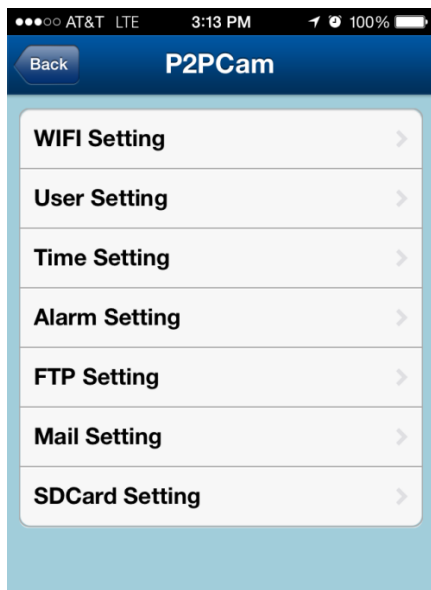 AT&T LTE 3:13 PM 100%
Back P2PCam
WIFI Setting
User Setting
Time Setting
Alarm Setting
FTP Setting
Mail Setting
SDCard Setting